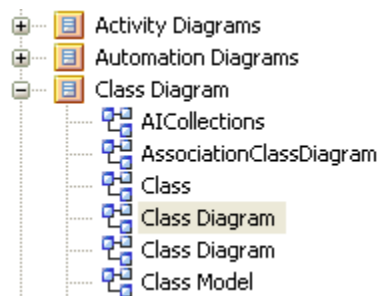 Activity Diagrams
Automation Diagrams
Class Diagram
AICollections
AssociationClassDiagram
Class
Class Diagram
Class Diagram
Class Model